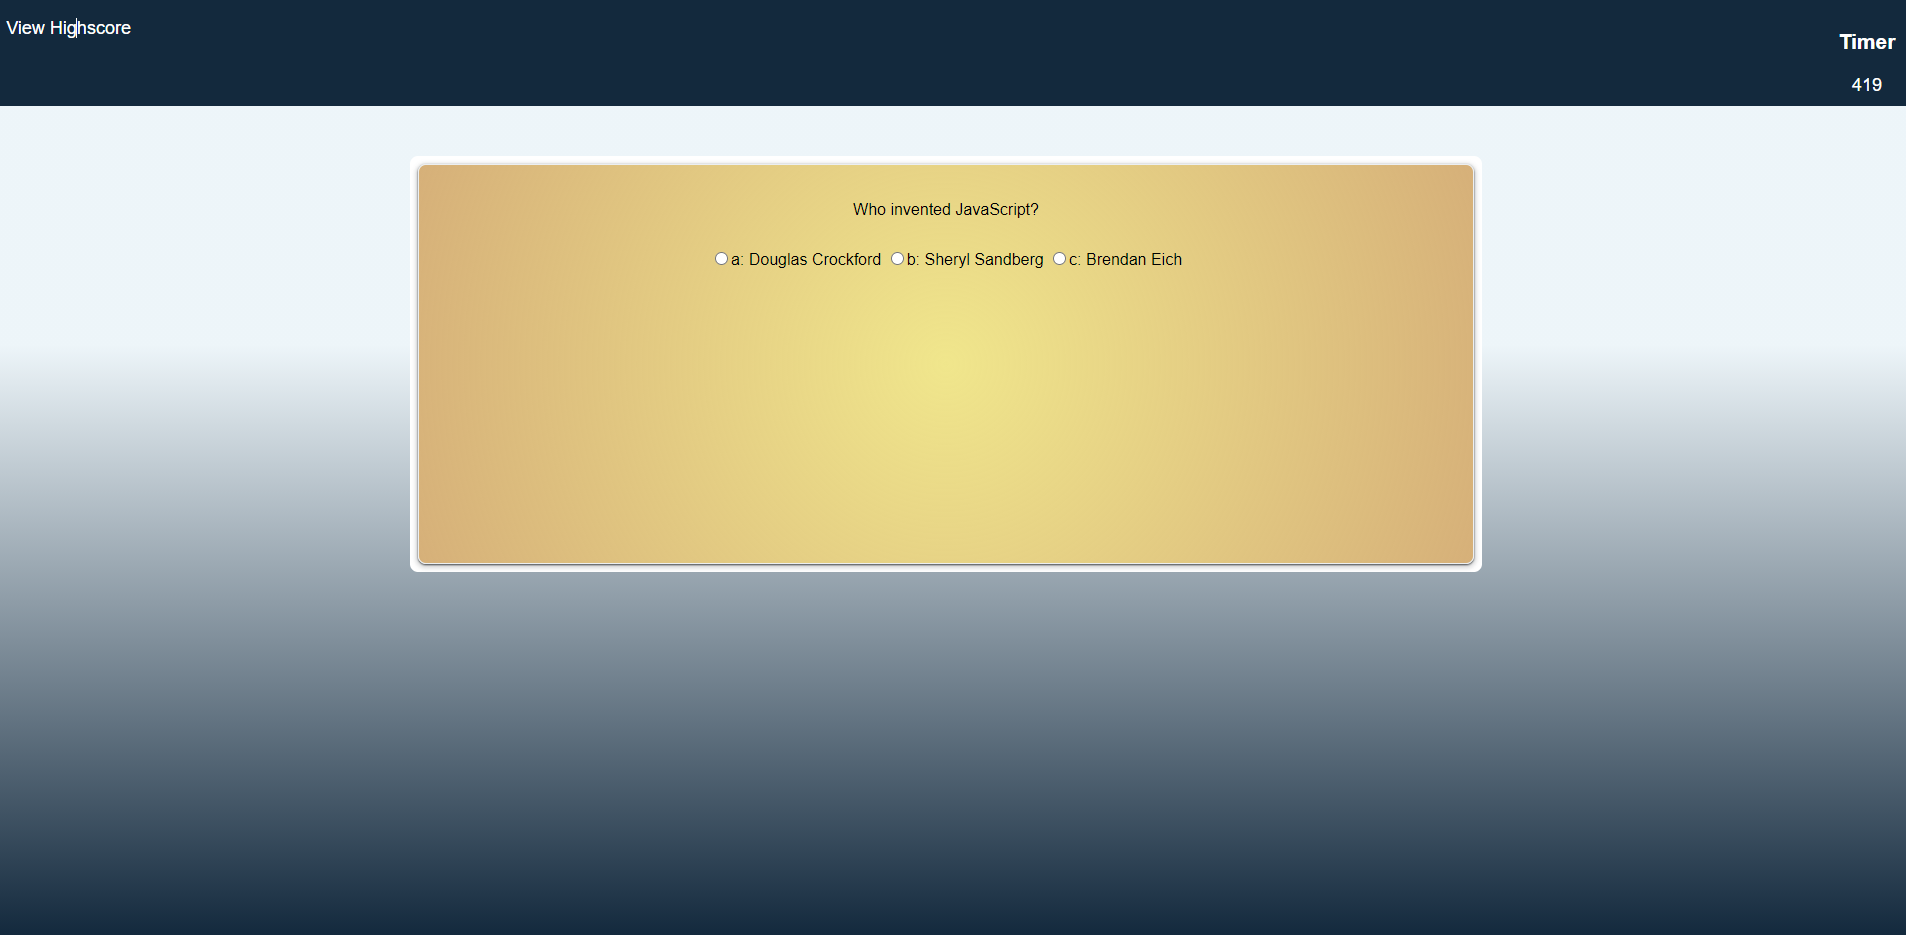 View Highscore
Timer
419
Who invented JavaScript?
a: Douglas Crockford b: Sheryl Sandberg c: Brendan Eich